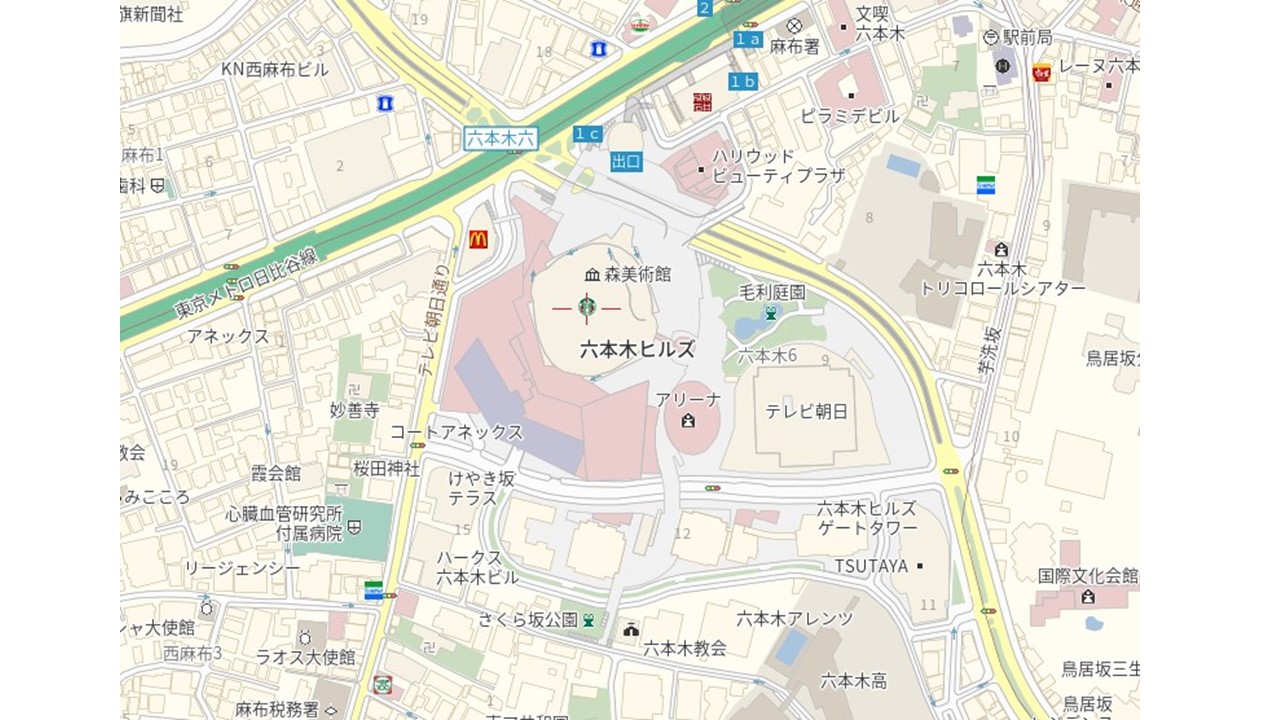 旗新聞社
19
3
18
2
1a
麻布署
文喫
六本木
駅前局
KN西麻布ビル
7
レーヌ六本
1b
ピラミデビル
5
麻布1
6
2
六本木六
1c
出口
ハリウッド
ビューティプラザ
7
歯科
7
8
9
東京メトロ日比谷線
テレビ朝日通り
森美術館
六本木
トリコロールシアター
毛利庭園
アネックス
六本木ヒルズ
六本木6
9
芋洗坂
鳥居坂
妙善寺
アリーナ
テレビ朝日
コートアネックス
10
教会
19
霞会館
桜田神社
けやき坂
テラス
みこころ
心臓血管研究所
付属病院
15
12
六本木ヒルズ
ゲートタワー
リージェンシー
ハークス
六本木ビル
TSUTAYA
国際文化会館
11
さくら坂公園
六本木アレンツ
シャ大使館
西麻布3
ラオス大使館
六本木教会
鳥居坂三生
六本木高
麻布税務署
1
鳥居坂